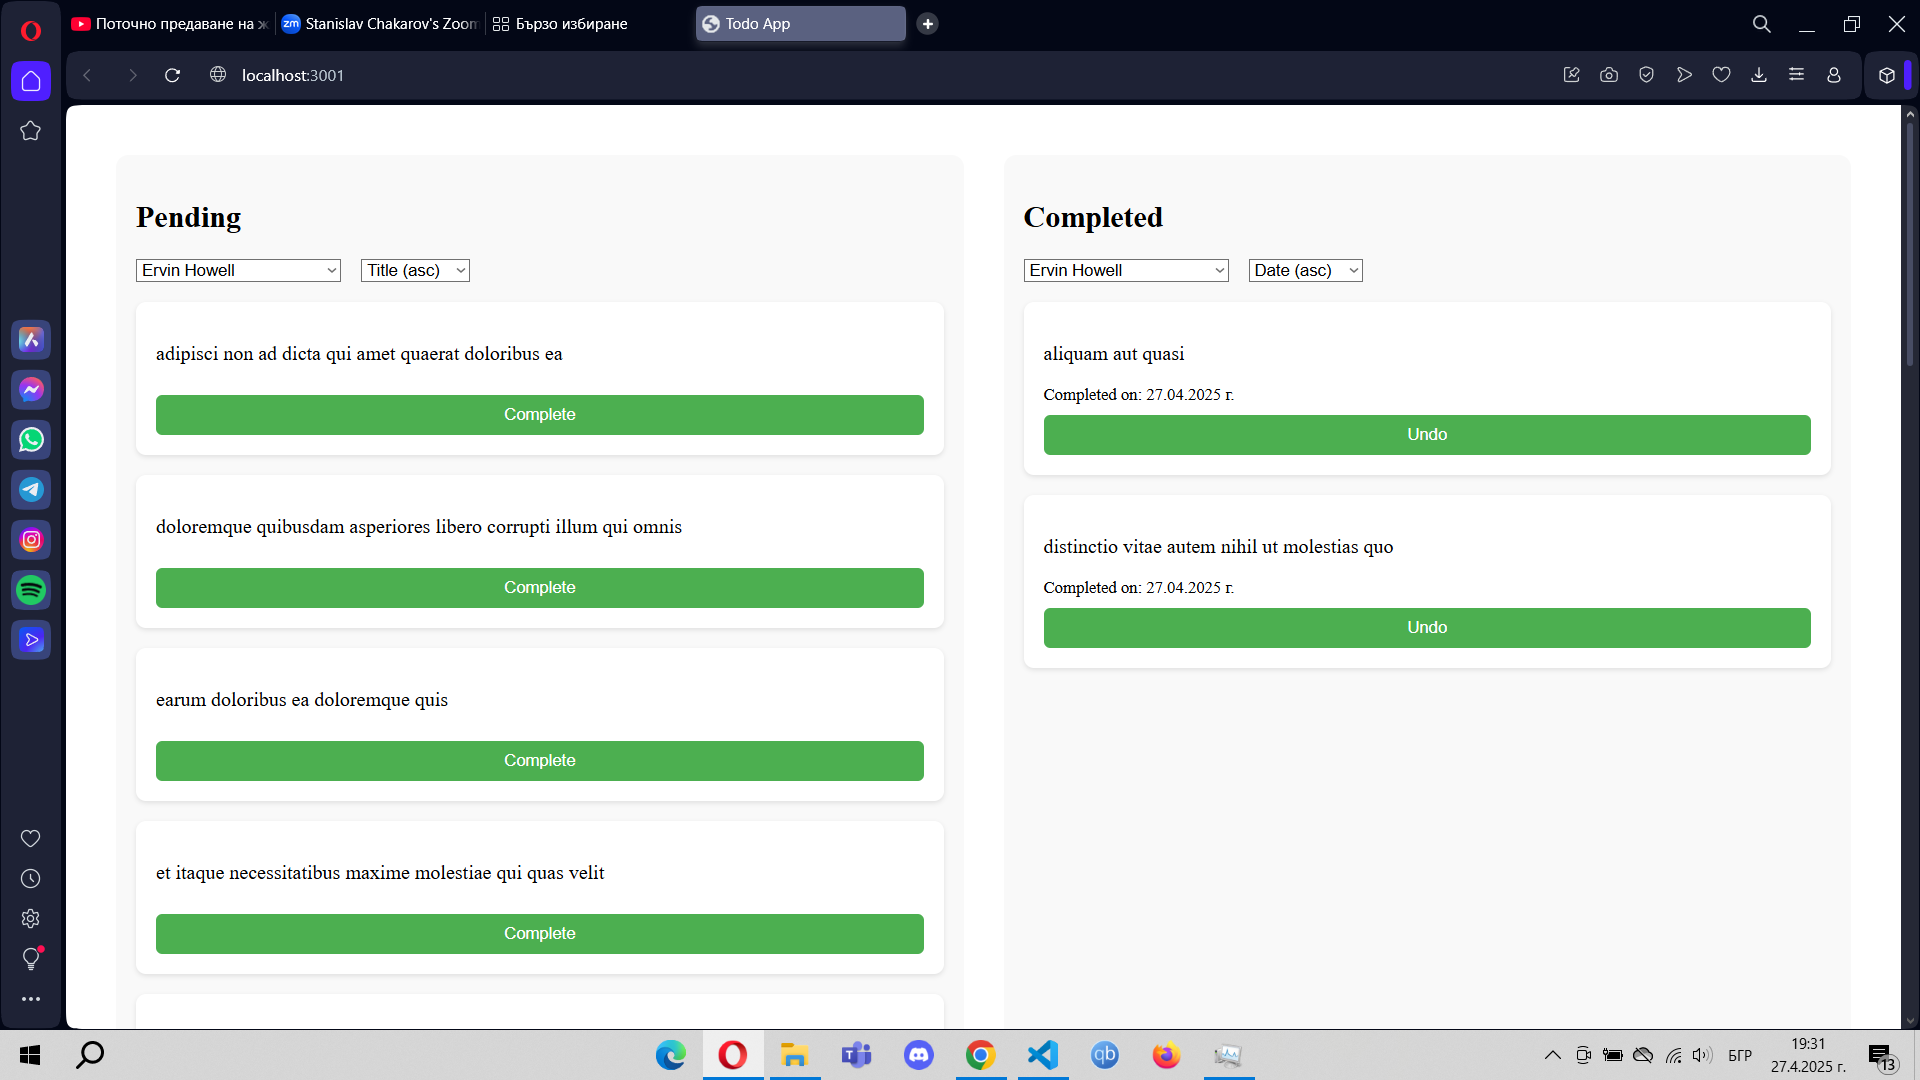 Поточно предаване на ж
Stanislav Chakarov's Zoom
Бързо избиране
Todo App
localhost:3001
Pending
Ervin Howell
Title (asc)
adipisci non ad dicta qui amet quaerat doloribus ea
Complete
doloremque quibusdam asperiores libero corrupti illum qui omnis
Complete
earum doloribus ea doloremque quis
Complete
et itaque necessitatibus maxime molestiae qui quas velit
Complete
Completed
Ervin Howell
Date (asc)
aliquam aut quasi
Completed on: 27.04.2025 г.
Undo
distinctio vitae autem nihil ut molestias quo
Completed on: 27.04.2025 г.
Undo
zm
qb
БГР
19:31
27.4.2025 г.
13